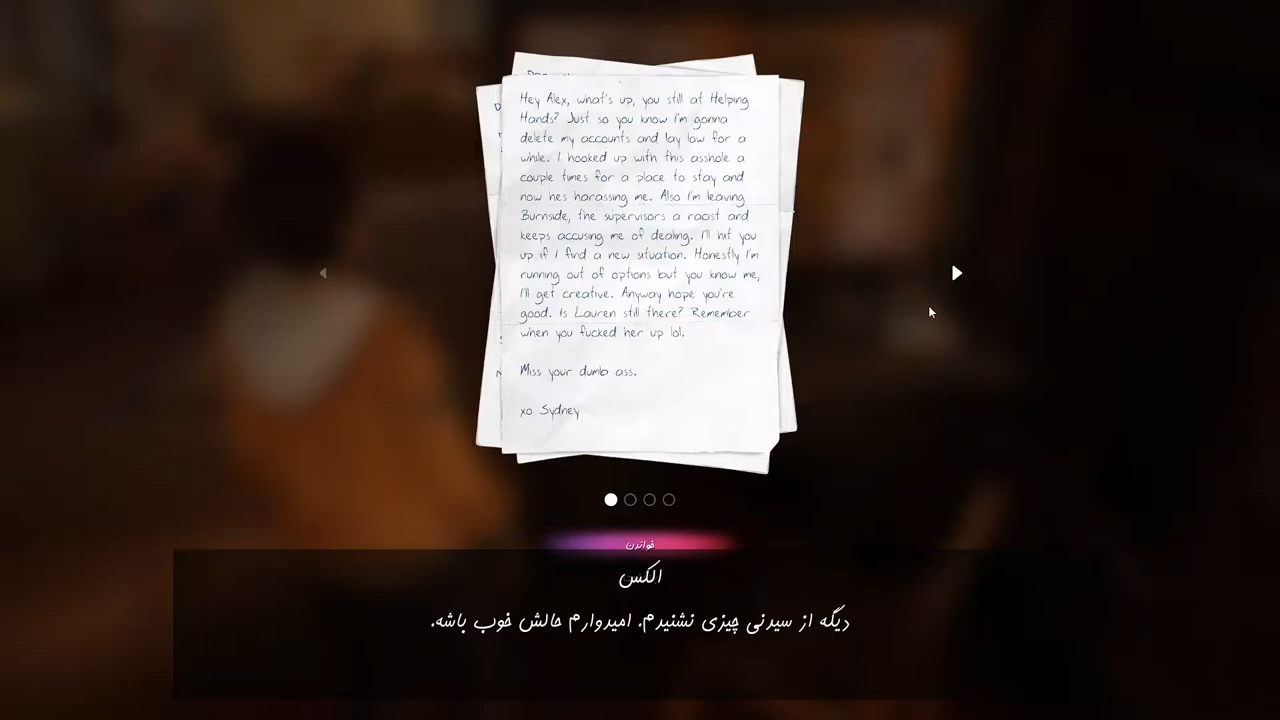 Hey Alex, what's up, you still at Helping
Hands? Just so you know I'm gonna
delete my accounts and lay low for a
while. I hooked up with this asshole a
couple times for a place to stay and
now hes harassing me. Also I'm leaving
Burnside, the supervisors a racist and
keeps accusing me of dealing. I'll hit you
up if I find a new situation. Honestly I'm
running out of options but you know me,
I'll get creative. Anyway hope you're
good. Is Lauren still there? Remember
when you fucked her up lol.
Miss your dumb ass.
xo Sydney
خواندن
الکس
دیگه از سیدنی چیزی نشنیدم. امیدوارم حالش خوب باشه.